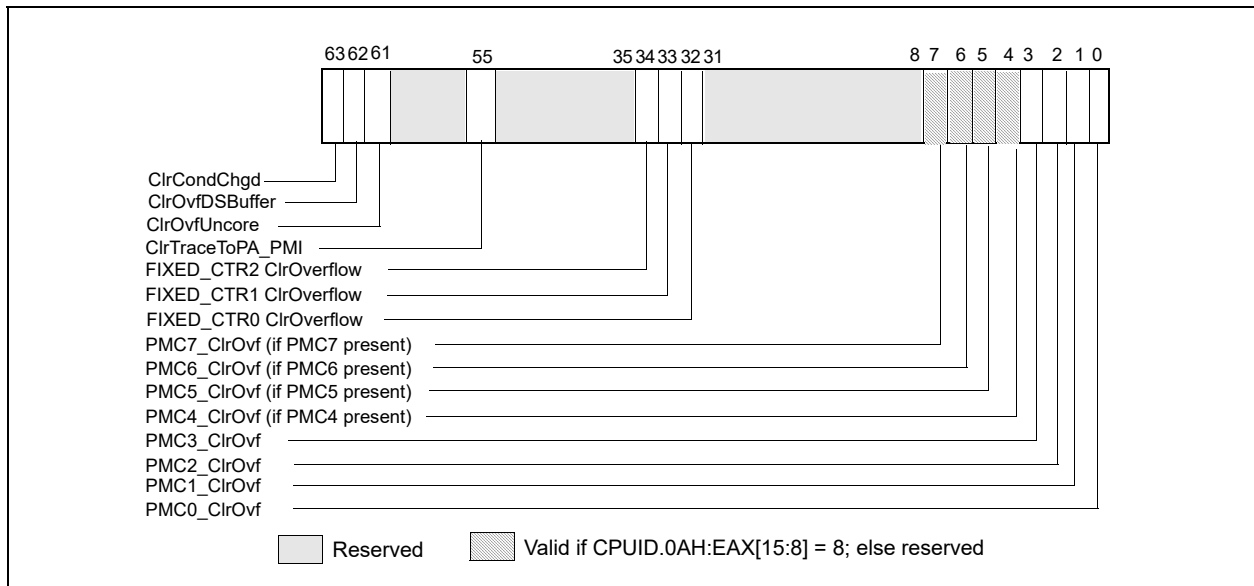 63 62 61 55 35 34 33 32 31 8 7 6 5 4 3 2 1 0
ClrCondChgd
ClrOvfDSBuffer
ClrOvfUncore
ClrTraceToPA_PMI
FIXED_CTR2 ClrOverflow
FIXED_CTR1 ClrOverflow
FIXED_CTR0 ClrOverflow
PMC7_ClrOvf (if PMC7 present)
PMC6_ClrOvf (if PMC6 present)
PMC5_ClrOvf (if PMC5 present)
PMC4_ClrOvf (if PMC4 present)
PMC3_ClrOvf
PMC2_ClrOvf
PMC1_ClrOvf
PMC0_ClrOvf
Reserved Valid if CPUID.0AH:EAX[15:8] = 8; else reserved